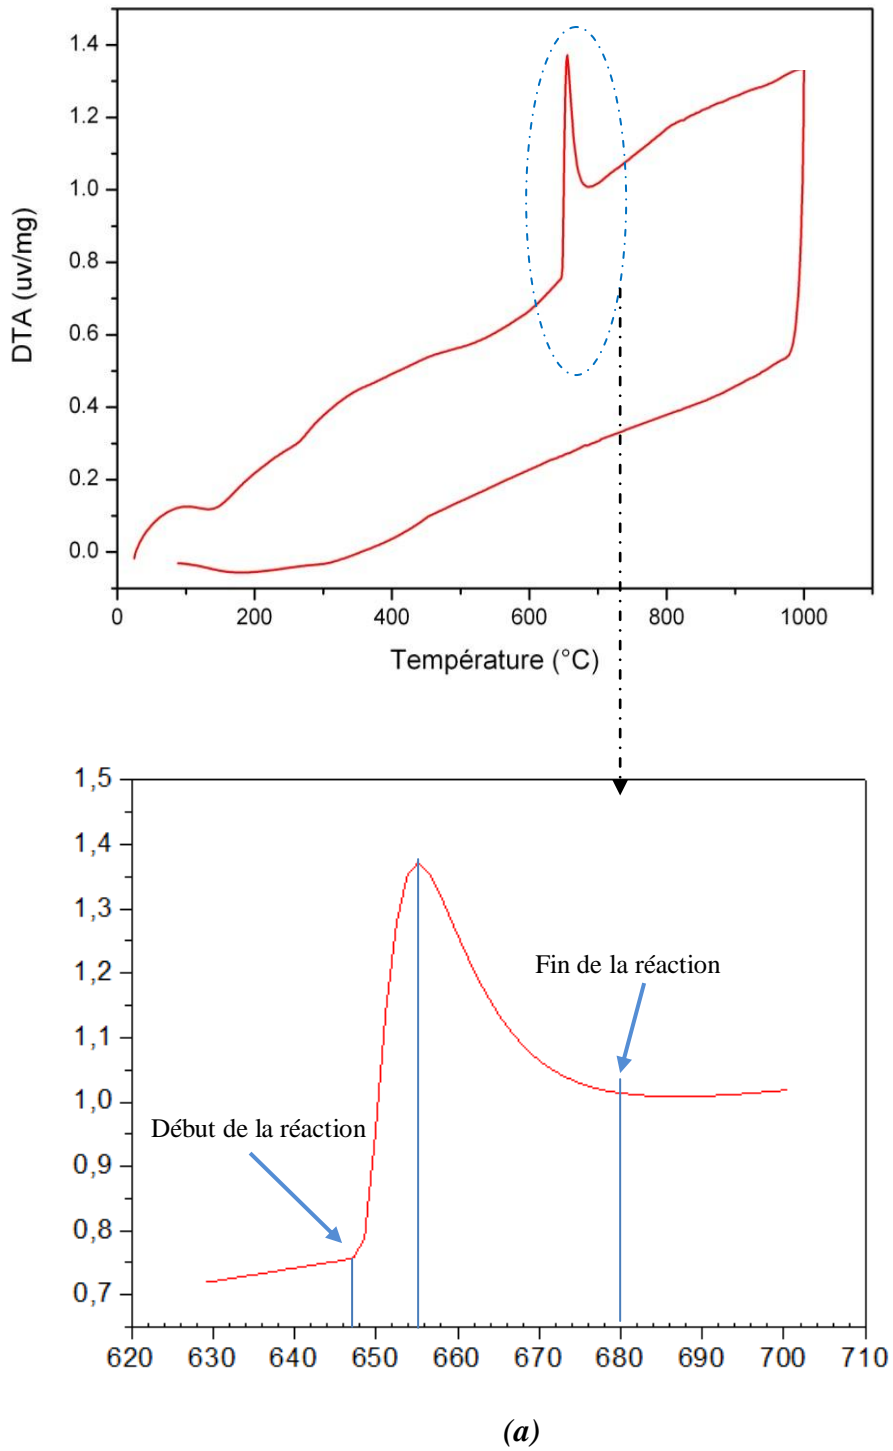 1.4
1.2
1.0
0.8
0.6
0.4
0.2
0.0
DTA (uv/mg)
0 200 400 600 800 1000
Température (°C)
1,5
1,4
1,3
1,2
1,1
1,0
0,9
0,8
0,7
Fin de la réaction
Début de la réaction
620 630 640 650 660 670 680 690 700 710
(a)